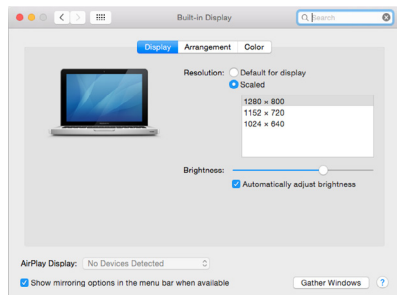 Built-in Display
Search
Display Arrangement Color
Resolution: Default for display
Scaled
1280 × 800
1152 × 720
1024 × 640
Brightness:
Automatically adjust brightness
AirPlay Display: No Devices Detected
Show mirroring options in the menu bar when available
Gather Windows ?